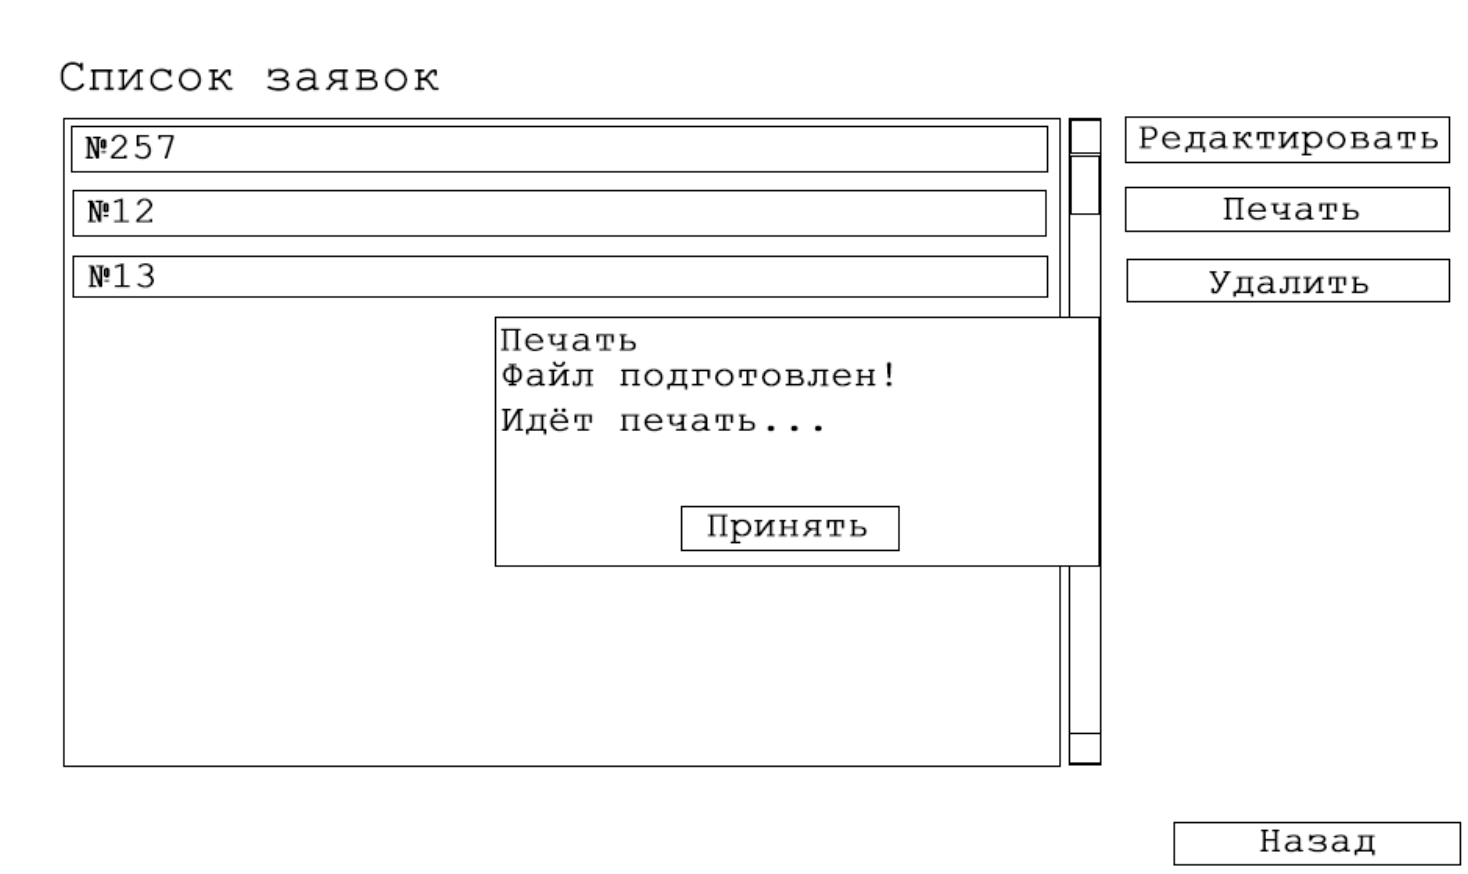 Список заявок
№257
№12
№13
Редактировать
Печать
Удалить
Печать
Файл подготовлен!
Идёт печать...
Принять
Назад